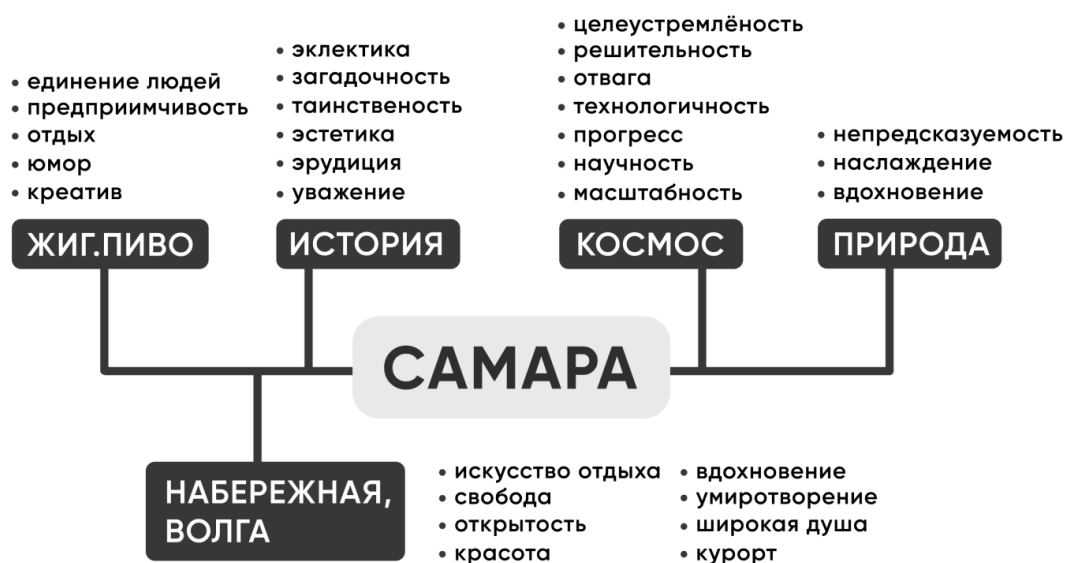 • единение людей
• предприимчивость
• отдых
• юмор
• креатив
ЖИГ.ПИВО
• эклектика
• загадочность
• таинственость
• эстетика
• эрудиция
• уважение
ИСТОРИЯ
• целеустремлёность
• решительность
• отвага
• технологичность
• прогресс
• научность
• масштабность
КОСМОС
• непредсказуемость
• наслаждение
• вдохновение
ПРИРОДА
САМАРА
НАБЕРЕЖНАЯ,
ВОЛГА
• искусство отдыха
• свобода
• открытость
• красота
• вдохновение
• умиротворение
• широкая душа
• курорт